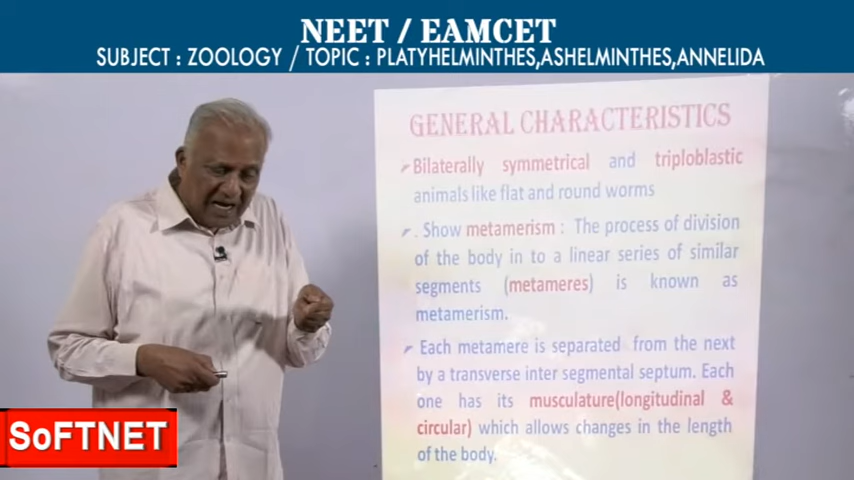 NEET / EAMCET
SUBJECT : ZOOLOGY / TOPIC : PLATYHELMINTHES,ASHELMINTHES,ANNELIDA
GENERAL CHARACTERISTICS
Bilaterally symmetrical and triploblastic
animals like flat and round worms
. Show metamerism : The process of division
of the body in to a linear series of similar
segments (metameres) is known as
metamerism.
Each metamere is separated from the next
by a transverse inter segmental septum. Each
one has its musculature(longitudinal &
circular) which allows changes in the length
of the body.
SoFTNET